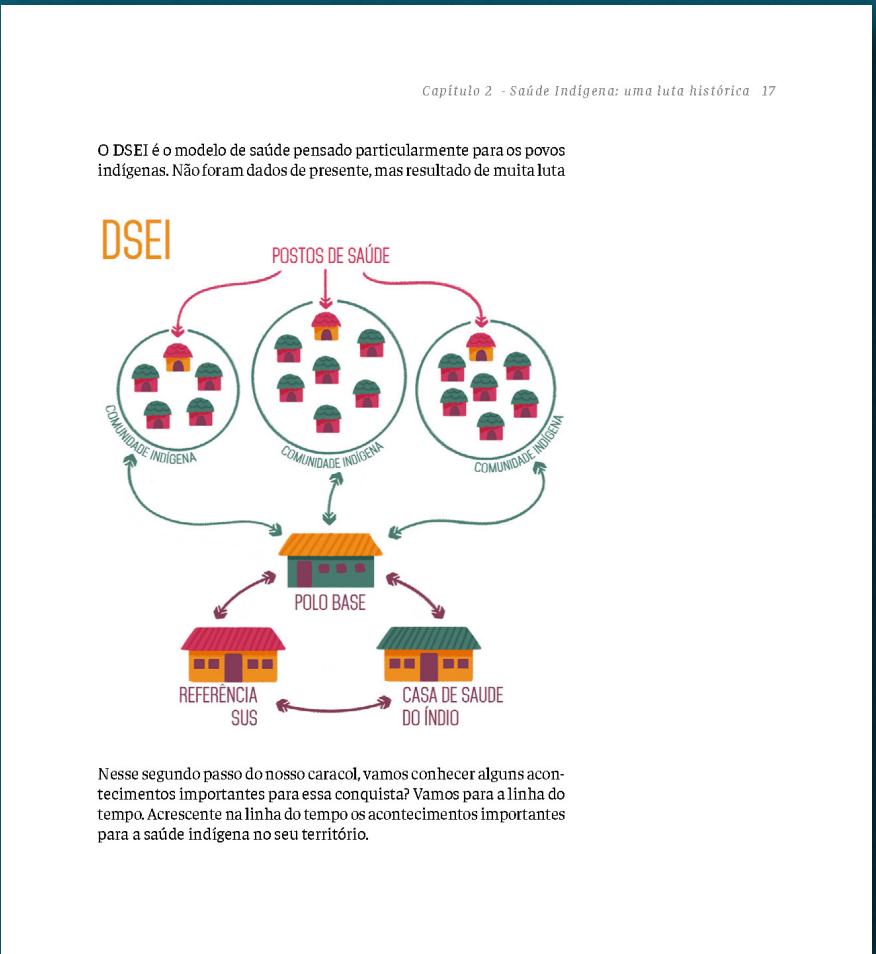 Capítulo 2 - Saúde Indígena: uma luta histórica 17
O DSEI é o modelo de saúde pensado particularmente para os povos
indígenas. Não foram dados de presente, mas resultado de muita luta
DSEI
POSTOS DE SAÚDE
COMUNIDADE INDÍGENA
COMUNIDADE INDÍGENA
COMUNIDADE INDÍGENA
POLO BASE
REFERÊNCIA
SUS
CASA DE SAUDE
DO ÍNDIO
Nesse segundo passo do nosso caracol, vamos conhecer alguns acon-
tecimentos importantes para essa conquista? Vamos para a linha do
tempo. Acrescente na linha do tempo os acontecimentos importantes
para a saúde indígena no seu território.